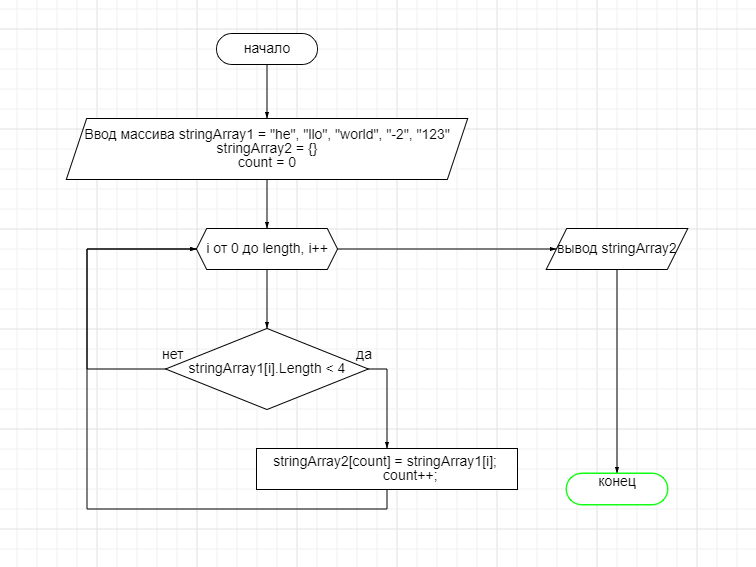 начало
Ввод массива stringArray1 = "he", "llo", "world", "-2", "123"
stringArray2 = {}
count = 0
i от 0 до length, i++
вывод stringArray2
нет
да
stringArray1[i].Length < 4
stringArray2[count] = stringArray1[i];
count++;
конец